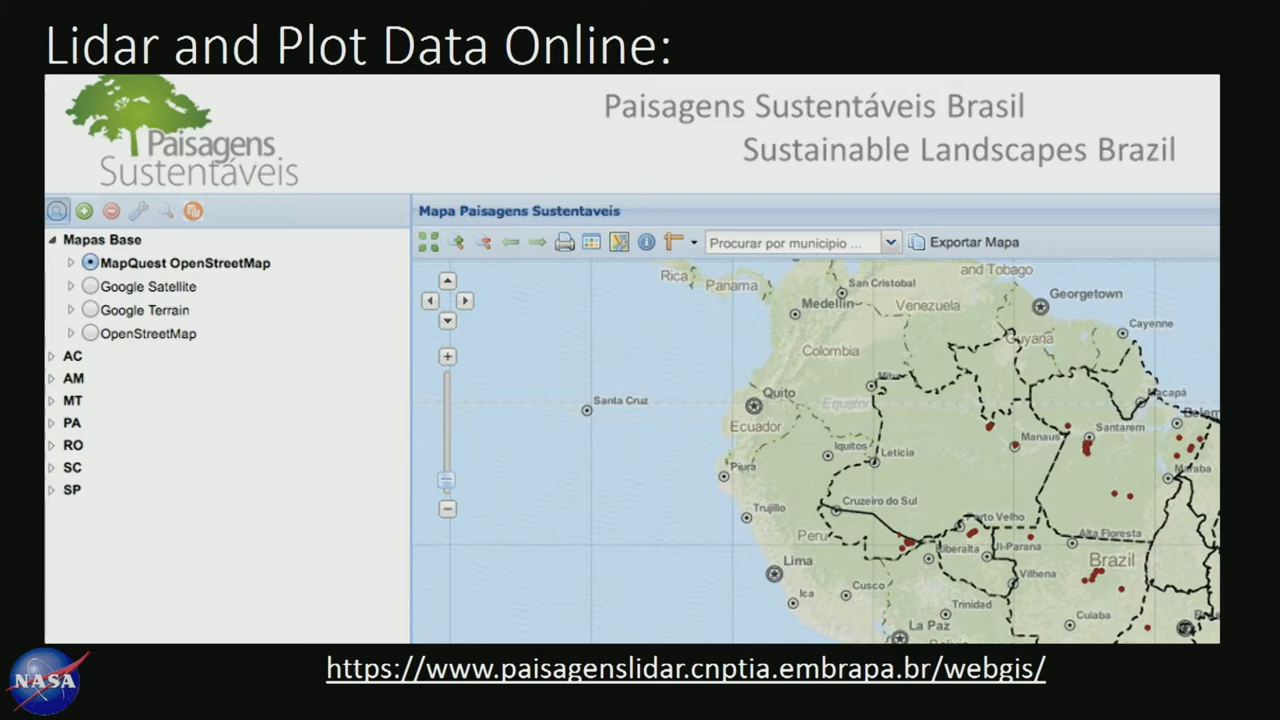 Lidar and Plot Data Online:
Paisagens Sustentáveis
Paisagens Sustentáveis Brasil
Sustainable Landscapes Brazil
Mapa Paisagens Sustentaveis
Procurar por municipio ...
Exportar Mapa
Mapas Base
MapQuest OpenStreetMap
Google Satellite
Google Terrain
OpenStreetMap
AC
AM
MT
PA
RO
SC
SP
Rica
Panama
and Tobago
San Cristobal
Medellin
Venezuela
Georgetown
Cayenne
Guyana
Colombia
Quito
Equator
Macapá
Santa Cruz
Ecuador
Santarem
Manaus
Iquitos
Leticia
Piura
Maraba
Cruzeiro do Sul
Trujillo
Porto Velho
Peru
Alta Floresta
Riberalta
Ji-Parana
Lima
Brazil
Vilhena
Cusco
Ica
Trinidad
Cuiaba
La Paz
NASA
https://www.paisagenslidar.cnptia.embrapa.br/webgis/